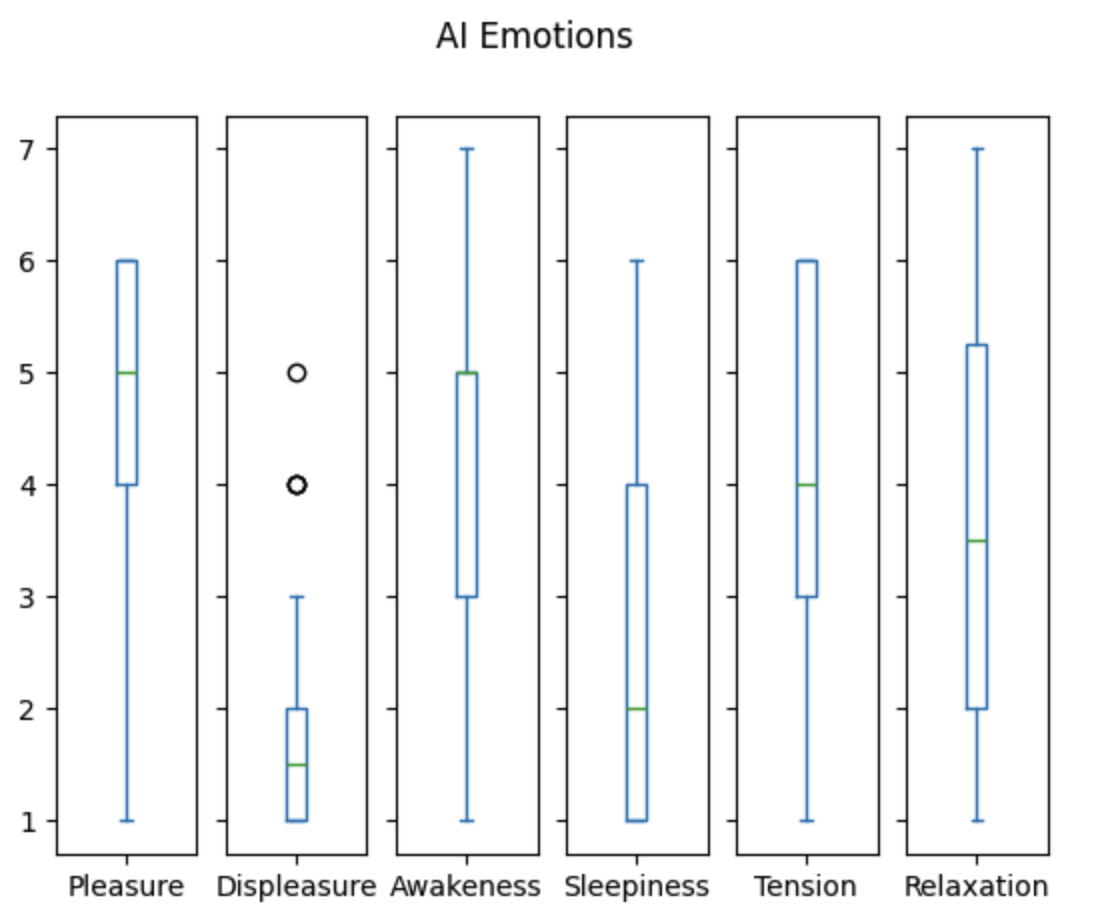 AI Emotions
7
6
5
4
3
2
1
Pleasure
Displeasure
Awakeness
Sleepiness
Tension
Relaxation